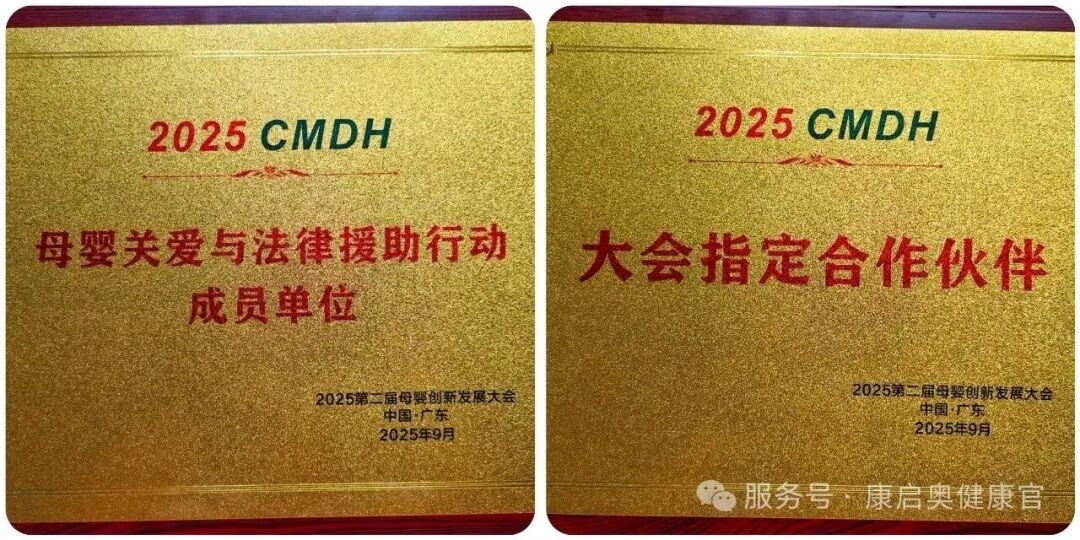 2025 CMDH
母婴关爱与法律援助行动
成员单位
2025第二届母婴创新发展大会
中国·广东
2025年9月
2025 CMDH
大会指定合作伙伴
2025第二届母婴创新发展大会
中国·广东
2025年9月
服务号·康启奥健康官